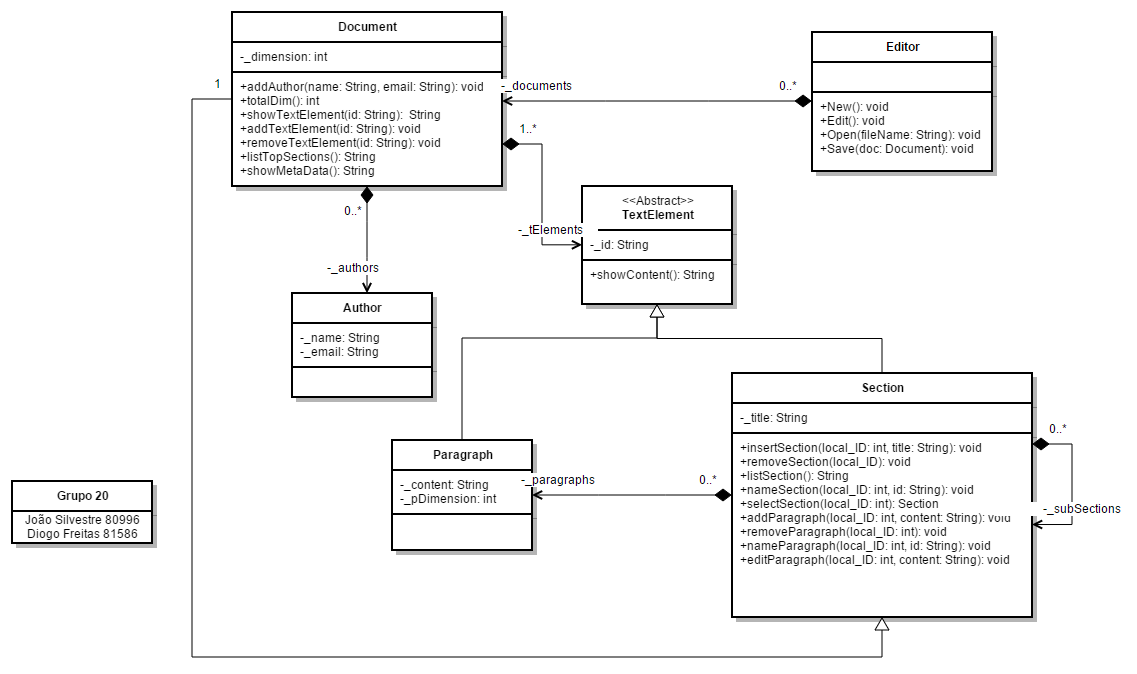 Document
-_dimension: int
+addAuthor(name: String, email: String): void
+totalDim(): int
+showTextElement(id: String):  String
+addTextElement(id: String): void
+removeTextElement(id: String): void
+listTopSections(): String
+showMetaData(): String
1
-_documents
0..*
Editor
+New(): void
+Edit(): void
+Open(fileName: String): void
+Save(doc: Document): void
1..*
-_tElements
0..*
-_authors
<<Abstract>>
TextElement
-_id: String
+showContent(): String
Author
-_name: String
-_email: String
Section
-_title: String
+insertSection(local_ID: int, title: String): void
+removeSection(local_ID): void
+listSection(): String
+nameSection(local_ID: int, id: String): void
+selectSection(local_ID: int): Section
+addParagraph(local_ID: int, content: String): void
+removeParagraph(local_ID: int): void
+nameParagraph(local_ID: int, id: String): void
+editParagraph(local_ID: int, content: String): void
0..*
-_subSections
Paragraph
-_content: String
-_pDimension: int
-_paragraphs
0..*
Grupo 20
João Silvestre 80996
Diogo Freitas 81586